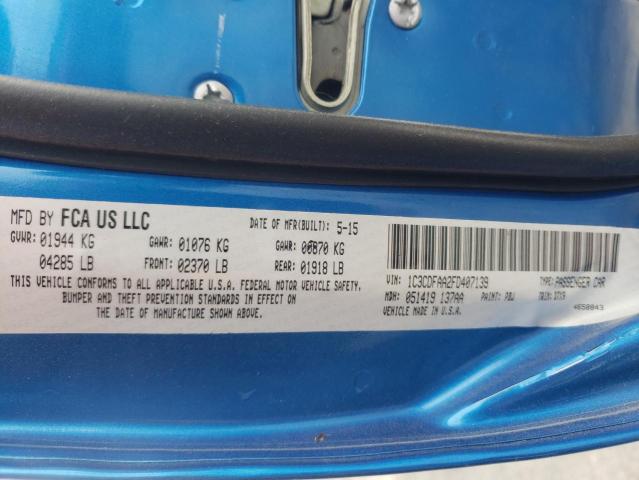 MFD BY FCA US LLC DATE OF MFR(BUILT): 5-15
GVWR: 01944 KG GAWR: 01076 KG GAWR: 00870 KG
04285 LB FRONT: 02370 LB REAR: 01918 LB
THIS VEHICLE CONFORMS TO ALL APPLICABLE U.S.A. FEDERAL MOTOR VEHICLE SAFETY,
BUMPER AND THEFT PREVENTION STANDARDS IN EFFECT ON
THE DATE OF MANUFACTURE SHOWN ABOVE.
VIN: 1C3CDFAA2FD407139 TYPE: PASSENGER CAR
MDH: 051419 137AA PAINT: PBJ TRIM: D7X9
VEHICLE MADE IN U.S.A. 4658043